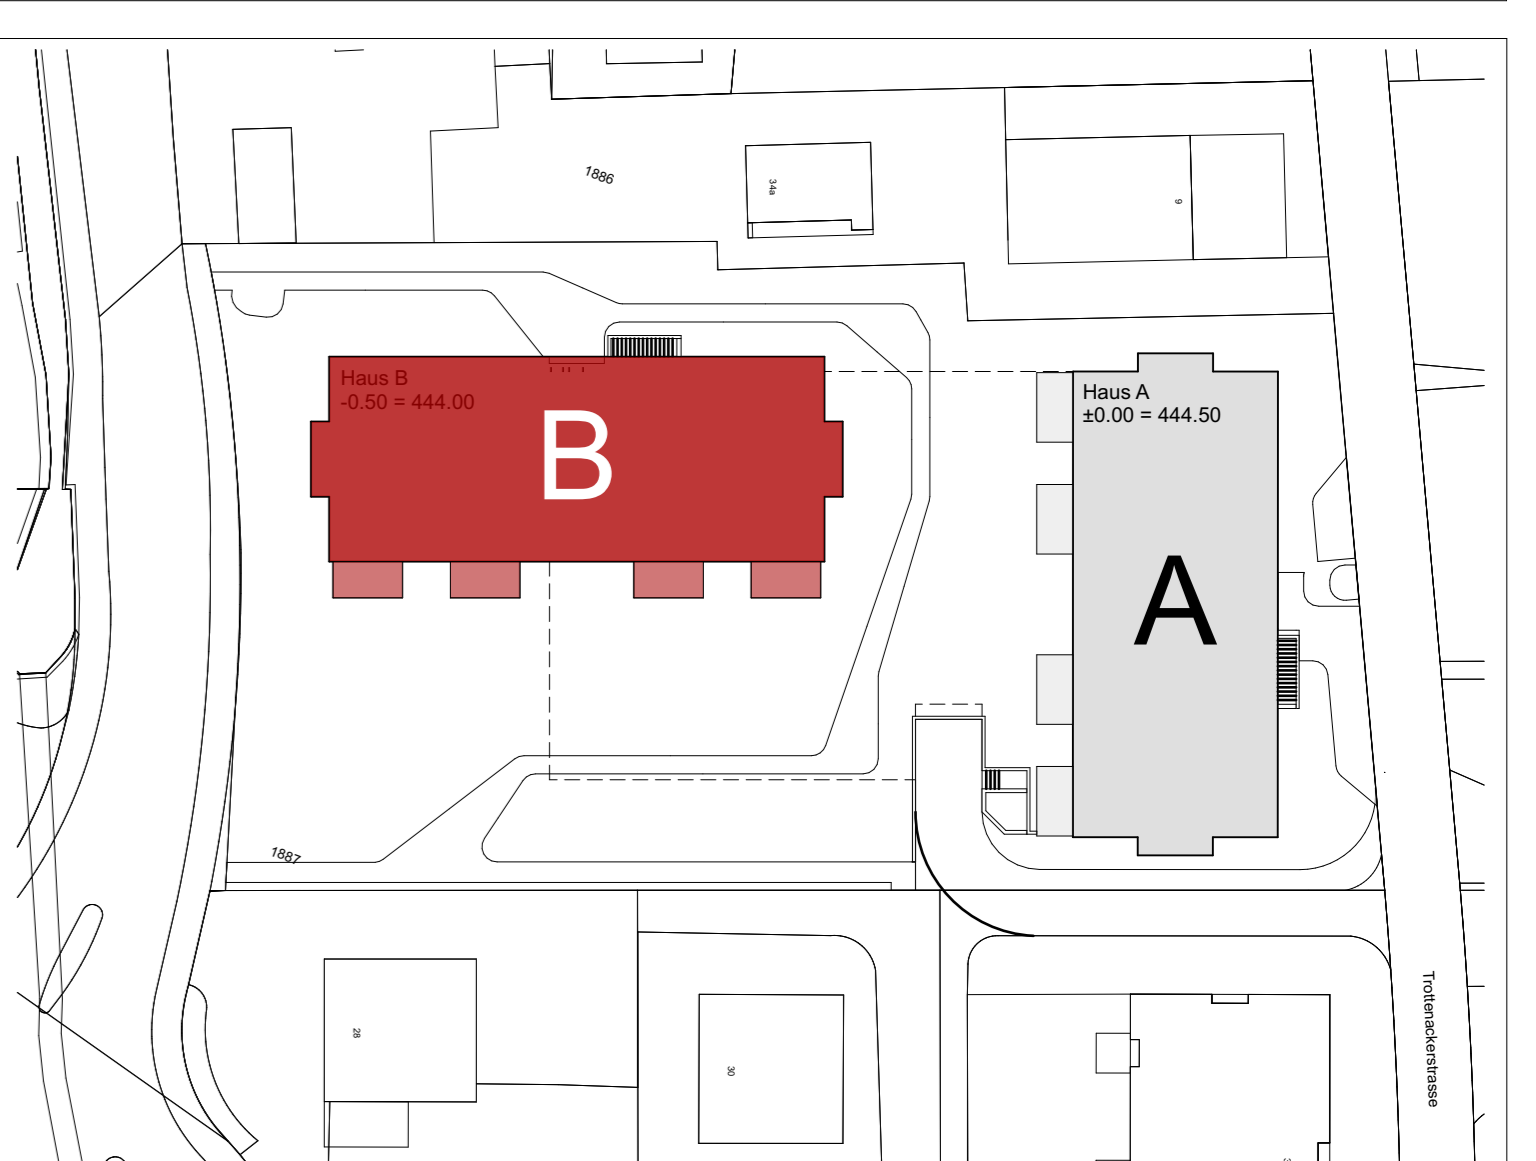 1886
34a
9
Haus B
-0.50 = 444.00
B
Haus A
±0.00 = 444.50
A
1887
28
30
Trottenackerstrasse